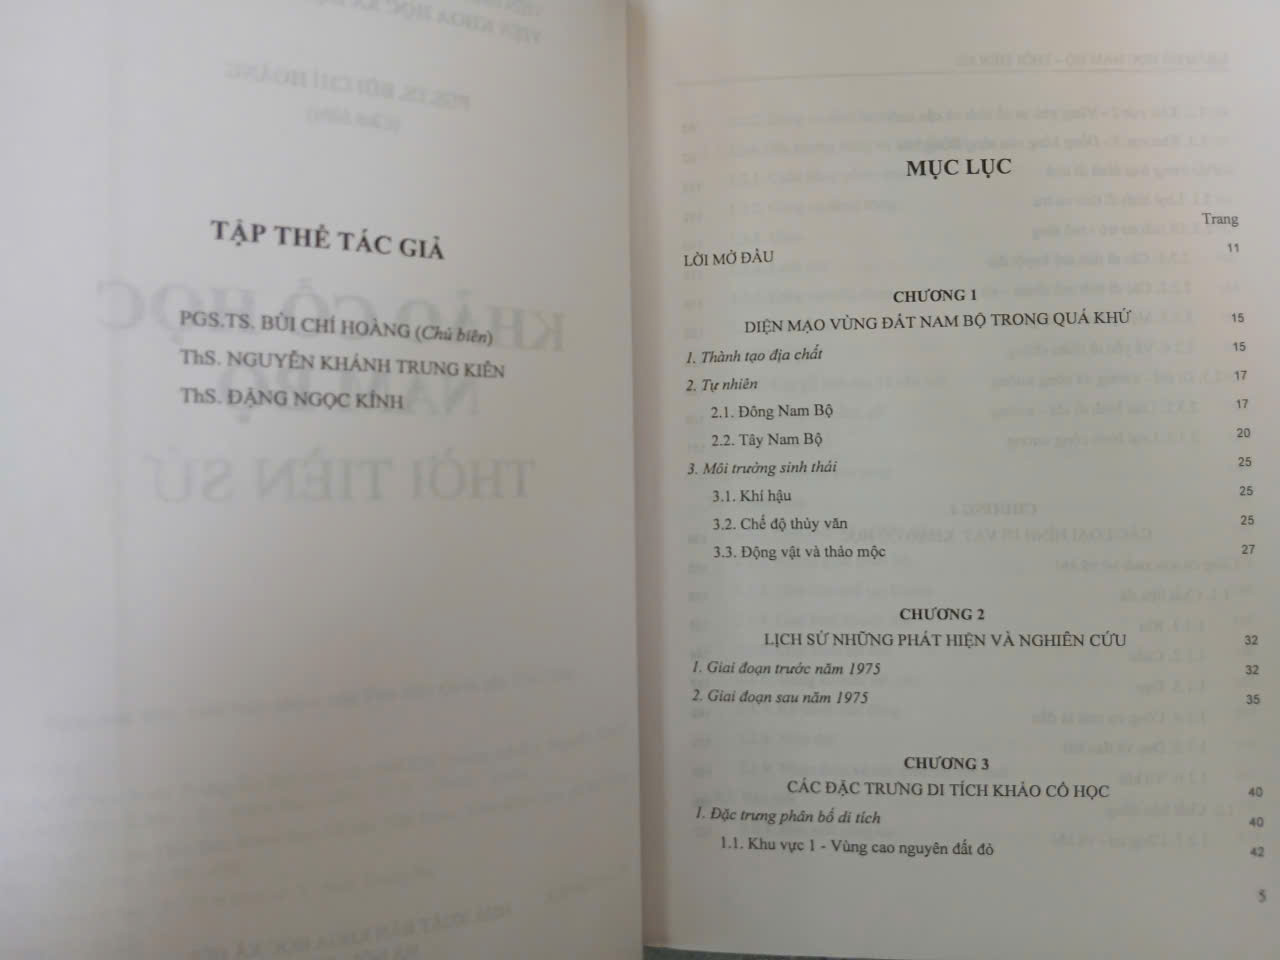 TẬP THỂ TÁC GIẢ
PGS.TS. BÙI CHÍ HOÀNG (Chủ biên)
ThS. NGUYỄN KHÁNH TRUNG KIÊN
ThS. ĐẶNG NGỌC KÍNH
MỤC LỤC
Trang
LỜI MỞ ĐẦU 11
CHƯƠNG 1
DIỆN MẠO VÙNG ĐẤT NAM BỘ TRONG QUÁ KHỨ 15
1. Thành tạo địa chất 15
2. Tự nhiên 17
2.1. Đông Nam Bộ 17
2.2. Tây Nam Bộ 20
3. Môi trường sinh thái 25
3.1. Khí hậu 25
3.2. Chế độ thủy văn 25
3.3. Động vật và thảo mộc 27
CHƯƠNG 2
LỊCH SỬ NHỮNG PHÁT HIỆN VÀ NGHIÊN CỨU 32
1. Giai đoạn trước năm 1975 32
2. Giai đoạn sau năm 1975 35
CHƯƠNG 3
CÁC ĐẶC TRƯNG DI TÍCH KHẢO CỔ HỌC 40
1. Đặc trưng phân bố di tích 40
1.1. Khu vực 1 - Vùng cao nguyên đất đỏ 42
5